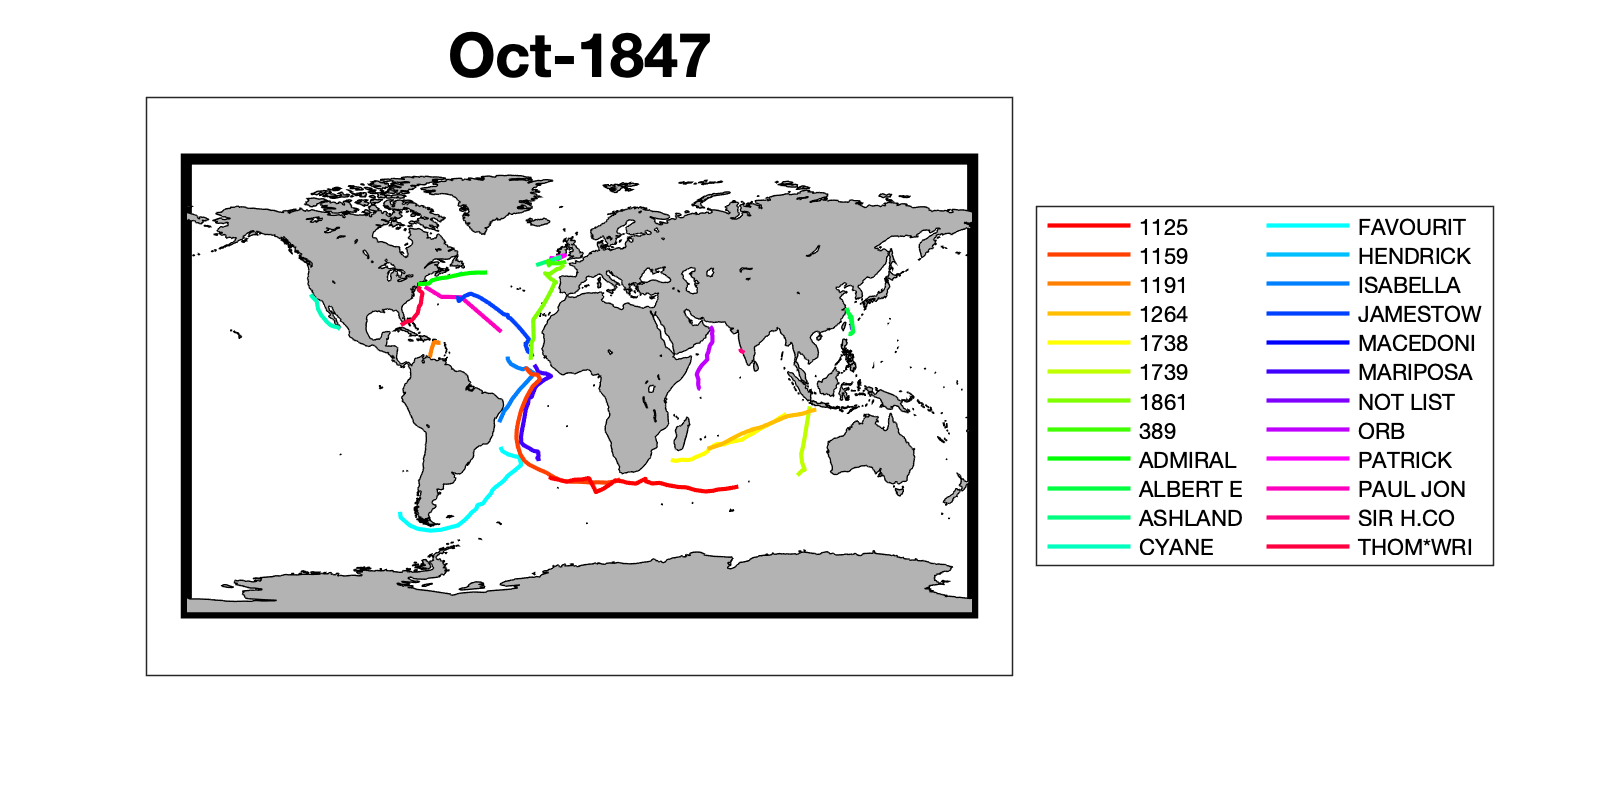 Oct-1847
1125
1159
1191
1264
1738
1739
1861
389
ADMIRAL
ALBERT E
ASHLAND
CYANE
FAVOURIT
HENDRICK
ISABELLA
JAMESTOW
MACEDONI
MARIPOSA
NOT LIST
ORB
PATRICK
PAUL JON
SIR H.CO
THOM*WRI